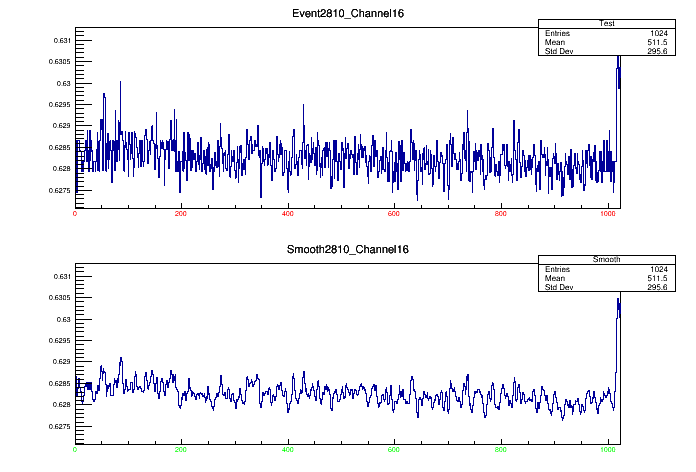 Event2810_Channel16
Test
Entries 1024
Mean 511.5
Std Dev 295.6
0.631
0.6305
0.63
0.6295
0.629
0.6285
0.628
0.6275
0 200 400 600 800 1000
Smooth2810_Channel16
Smooth
Entries 1024
Mean 511.5
Std Dev 295.6
0.631
0.6305
0.63
0.6295
0.629
0.6285
0.628
0.6275
0 200 400 600 800 1000